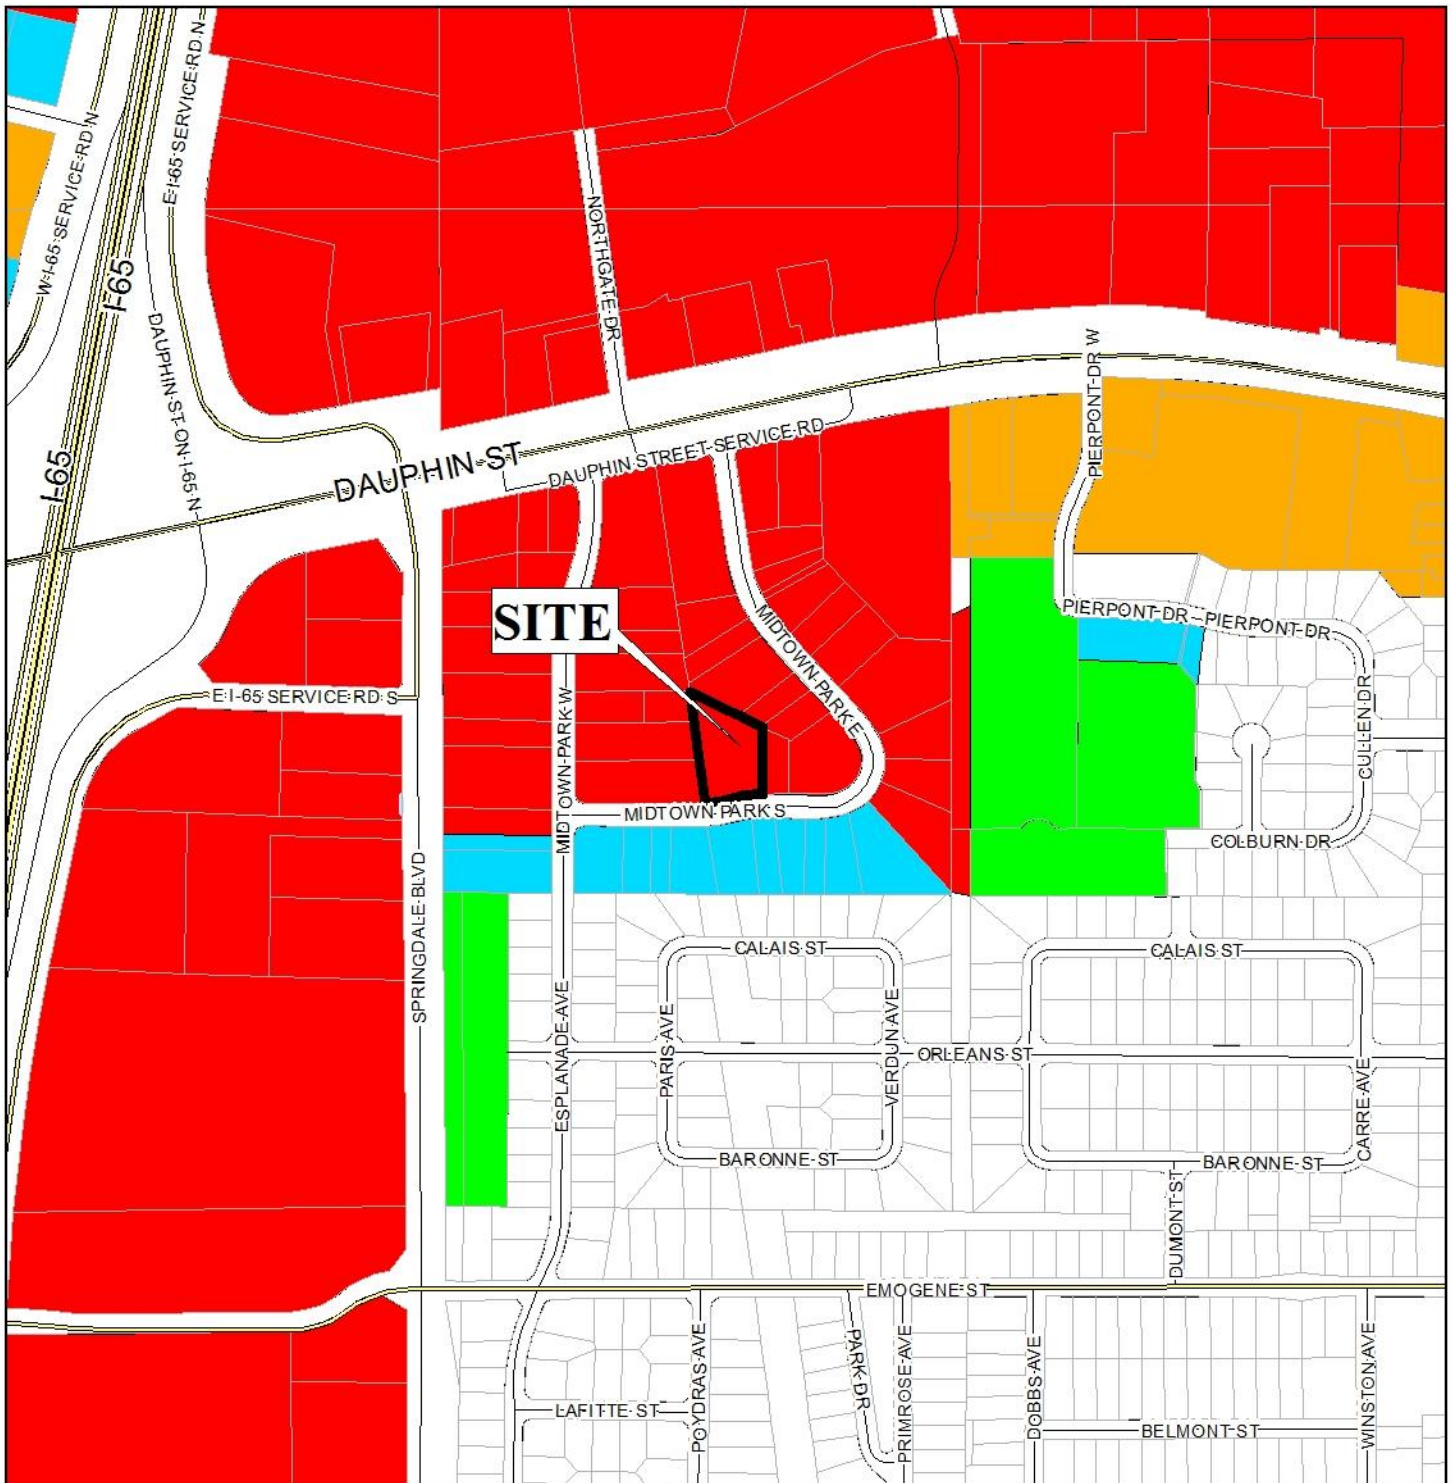 W-I-65-SERVICE-RD-N
I-65
E-I-65-SERVICE-RD-N
DAUPHIN-ST-ON-I-65-N
I-65
NORTHGATE-DR
DAUPHIN ST
DAUPHIN STREET-SERVICE-RD
PIERPONT-DR W
SITE
MIDTOWN-PARK-W
MIDTOWN-PARK-E
PIERPONT-DR
PIERPONT-DR
CULLEN-DR
E-I-65-SERVICE-RD-S
MIDTOWN-PARK-S
COLBURN-DR
SPRINGDALE-BLVD
CALAIS-ST
CALAIS-ST
ESPLANADE-AVE
PARIS-AVE
VERDUN-AVE
ORLEANS-ST
CARRE-AVE
BARONNE-ST
BARONNE-ST
DUMONT-ST
EMOGENE-ST
POYDRAS-AVE
PARK-DR
PRIMROSE-AVE
DOBBS-AVE
WINSTON-AVE
LAFITTE-ST
BELMONT-ST